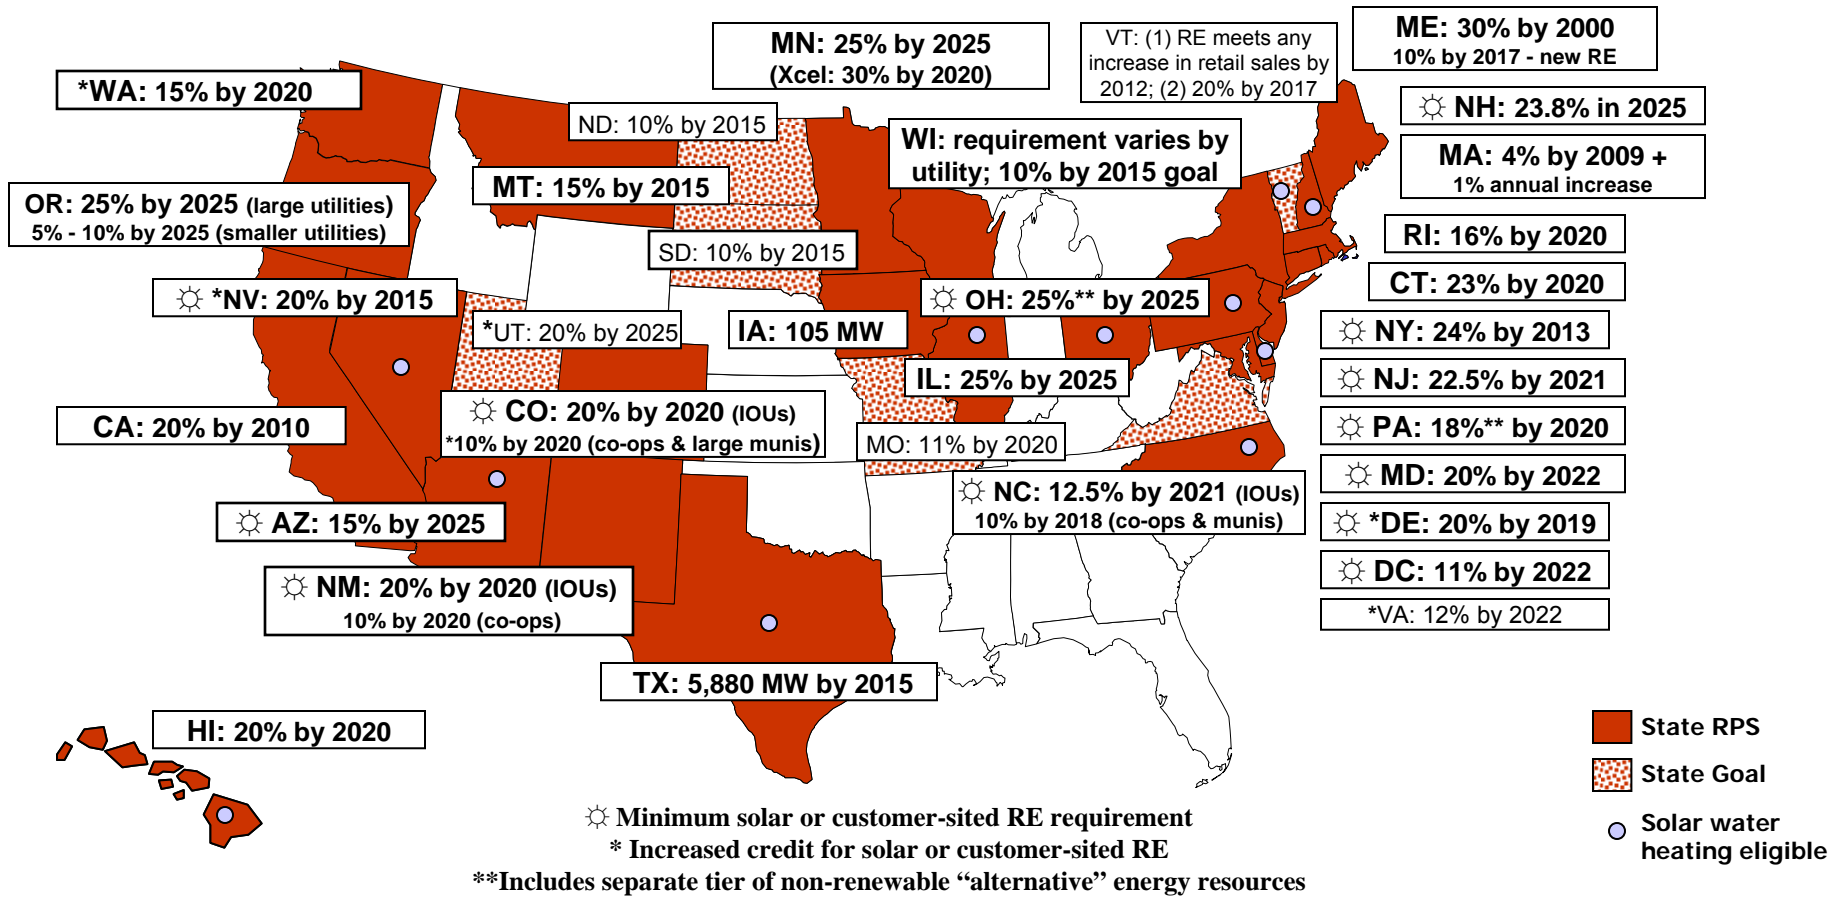 MN: 25% by 2025
(Xcel: 30% by 2020)
VT: (1) RE meets any
increase in retail sales by
2012; (2) 20% by 2017
ME: 30% by 2000
10% by 2017 - new RE
*WA: 15% by 2020
☼ NH: 23.8% in 2025
ND: 10% by 2015
WI: requirement varies by
utility; 10% by 2015 goal
MA: 4% by 2009 +
1% annual increase
MT: 15% by 2015
OR: 25% by 2025 (large utilities)
5% - 10% by 2025 (smaller utilities)
RI: 16% by 2020
SD: 10% by 2015
CT: 23% by 2020
☼ *NV: 20% by 2015
☼ OH: 25%** by 2025
*UT: 20% by 2025
IA: 105 MW
☼ NY: 24% by 2013
IL: 25% by 2025
☼ NJ: 22.5% by 2021
☼ CO: 20% by 2020 (IOUs)
*10% by 2020 (co-ops & large munis)
CA: 20% by 2010
MO: 11% by 2020
☼ PA: 18%** by 2020
☼ MD: 20% by 2022
☼ NC: 12.5% by 2021 (IOUs)
10% by 2018 (co-ops & munis)
☼ AZ: 15% by 2025
☼ *DE: 20% by 2019
☼ DC: 11% by 2022
☼ NM: 20% by 2020 (IOUs)
10% by 2020 (co-ops)
*VA: 12% by 2022
TX: 5,880 MW by 2015
HI: 20% by 2020
State RPS
State Goal
Solar water
heating eligible
☼ Minimum solar or customer-sited RE requirement
* Increased credit for solar or customer-sited RE
**Includes separate tier of non-renewable “alternative” energy resources